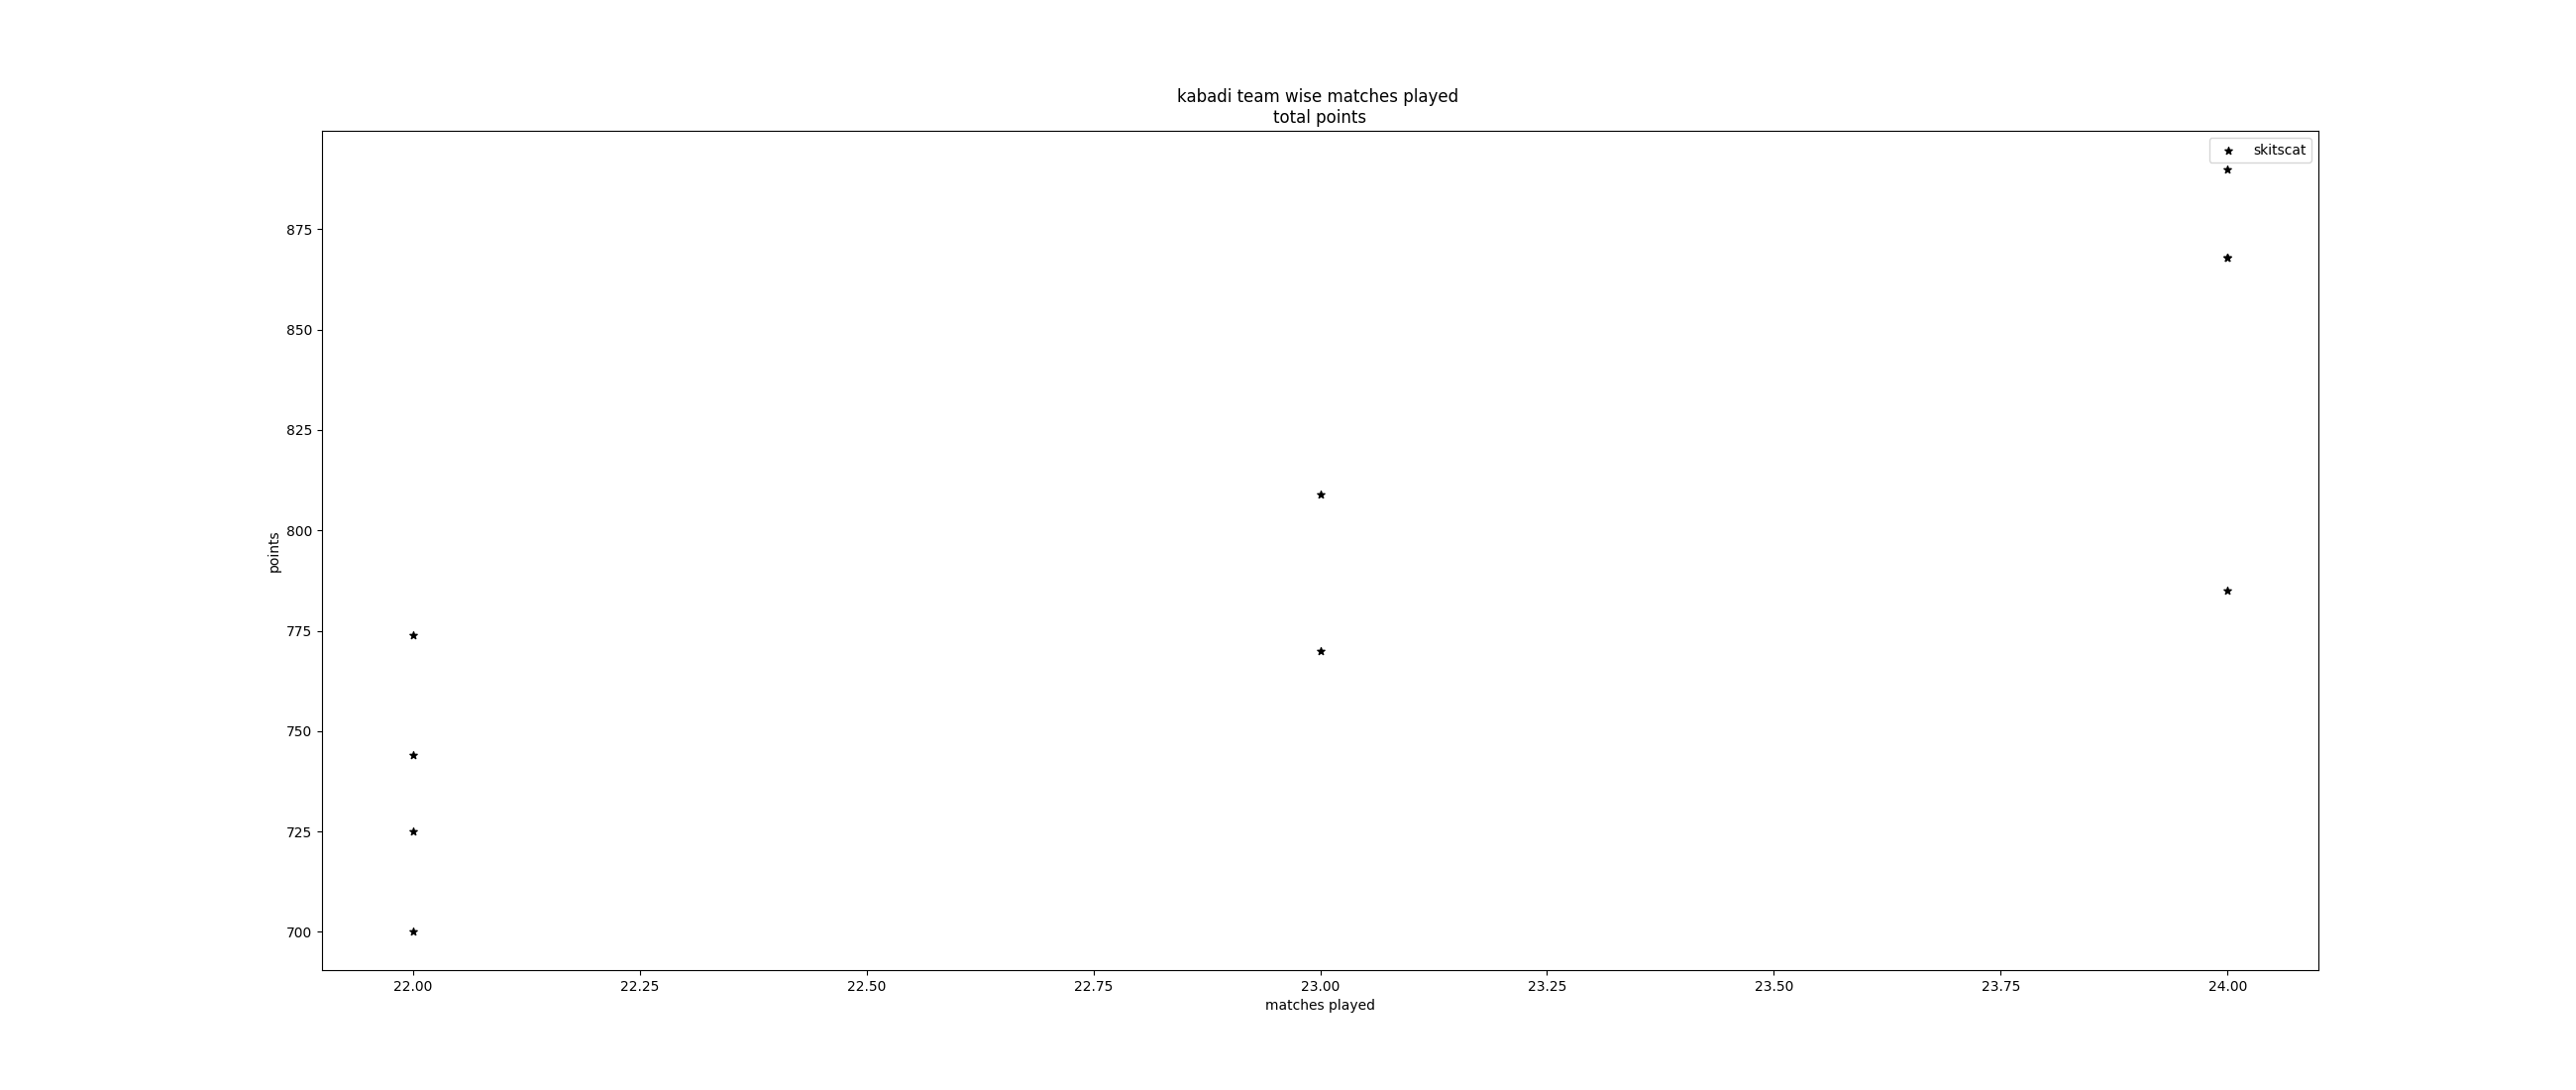 kabadi team wise matches played
total points
skitscat
875
850
825
800
775
750
725
700
points
22.00 22.25 22.50 22.75 23.00 23.25 23.50 23.75 24.00
matches played